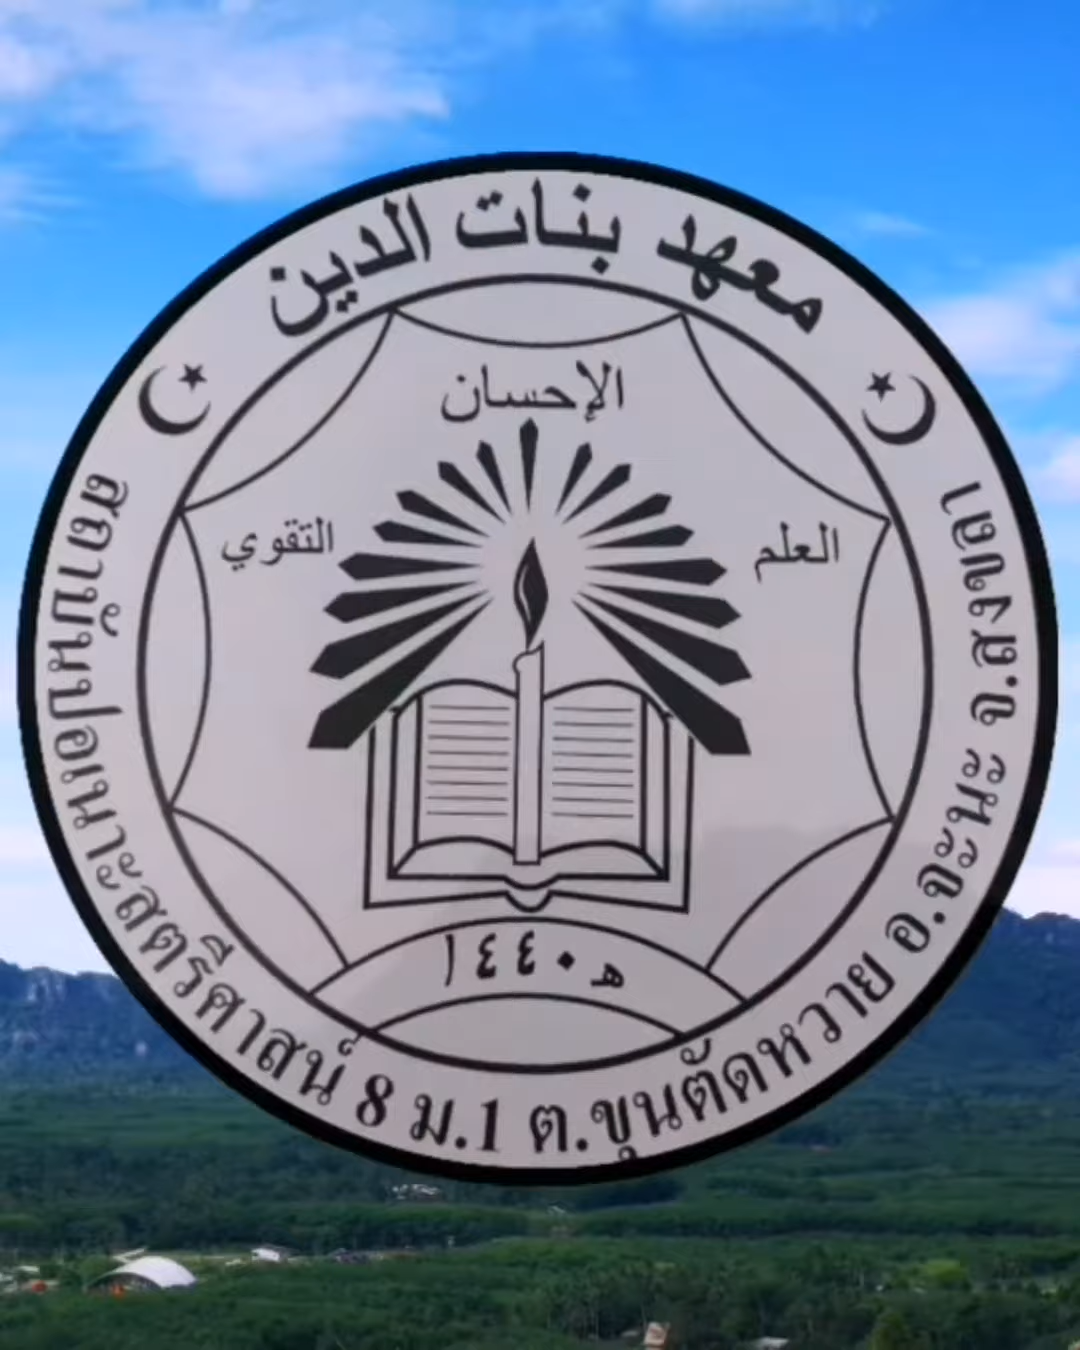 معهد بنات الدين
الإحسان
العلم
التقوي
١٤٤٠ هـ
สถาบันปอเนาะสตรีศาสน์ 8 ม.1 ต.ขุนตัดหวาย อ.จะนะ จ.สงขลา